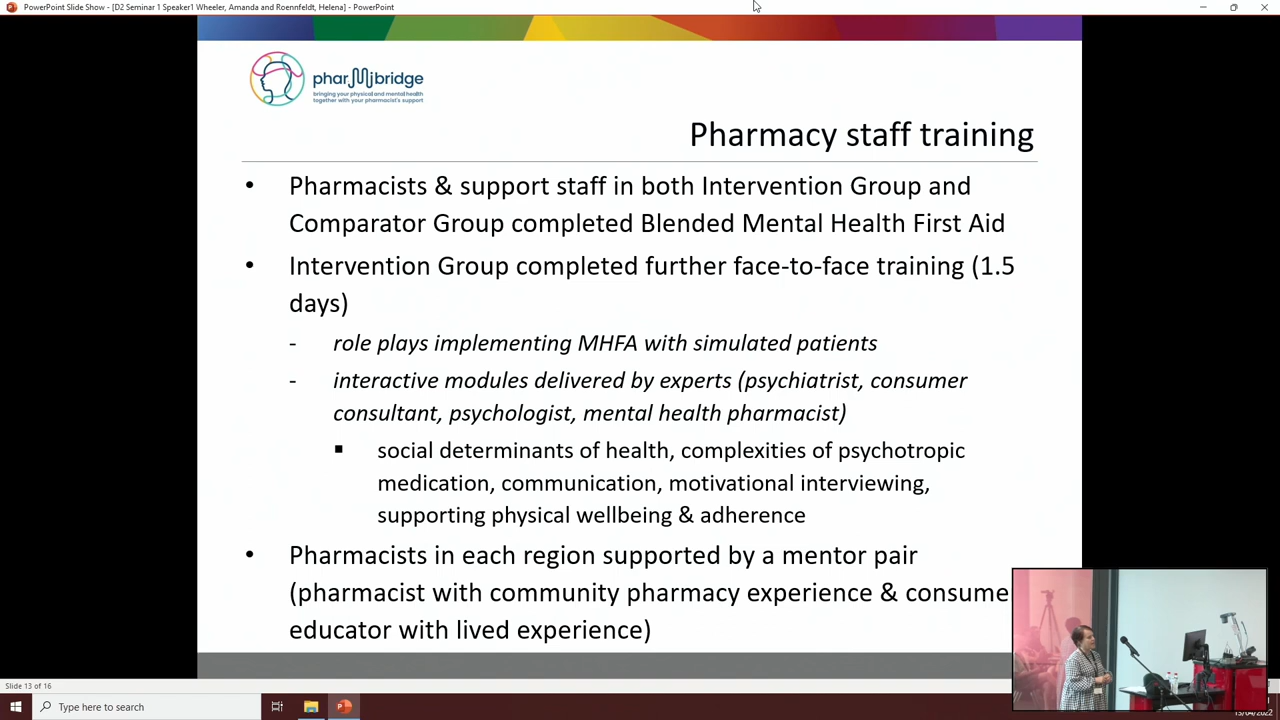 PowerPoint Slide Show - [D2 Seminar 1 Speaker1 Wheeler, Amanda and Roennfeldt, Helena] - PowerPoint
pharMibridge
bringing your physical and mental health
together with your pharmacist's support
Pharmacy staff training
• Pharmacists & support staff in both Intervention Group and
Comparator Group completed Blended Mental Health First Aid
• Intervention Group completed further face-to-face training (1.5
days)
- role plays implementing MHFA with simulated patients
- interactive modules delivered by experts (psychiatrist, consumer
consultant, psychologist, mental health pharmacist)
▪ social determinants of health, complexities of psychotropic
medication, communication, motivational interviewing,
supporting physical wellbeing & adherence
• Pharmacists in each region supported by a mentor pair
(pharmacist with community pharmacy experience & consume
educator with lived experience)
Slide 13 of 16
Type here to search
13/04/2022